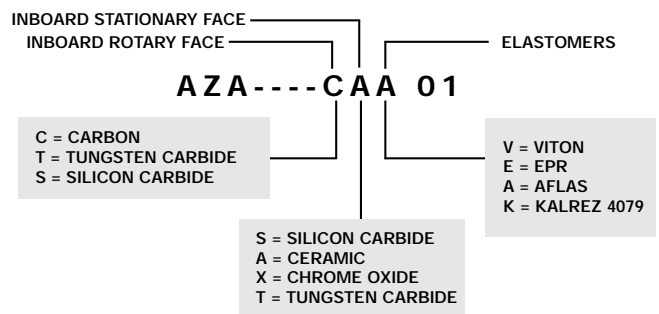 INBOARD STATIONARY FACE
INBOARD ROTARY FACE
ELASTOMERS
AZA----CAA 01
C = CARBON
T = TUNGSTEN CARBIDE
S = SILICON CARBIDE
V = VITON
E = EPR
A = AFLAS
K = KALREZ 4079
S = SILICON CARBIDE
A = CERAMIC
X = CHROME OXIDE
T = TUNGSTEN CARBIDE